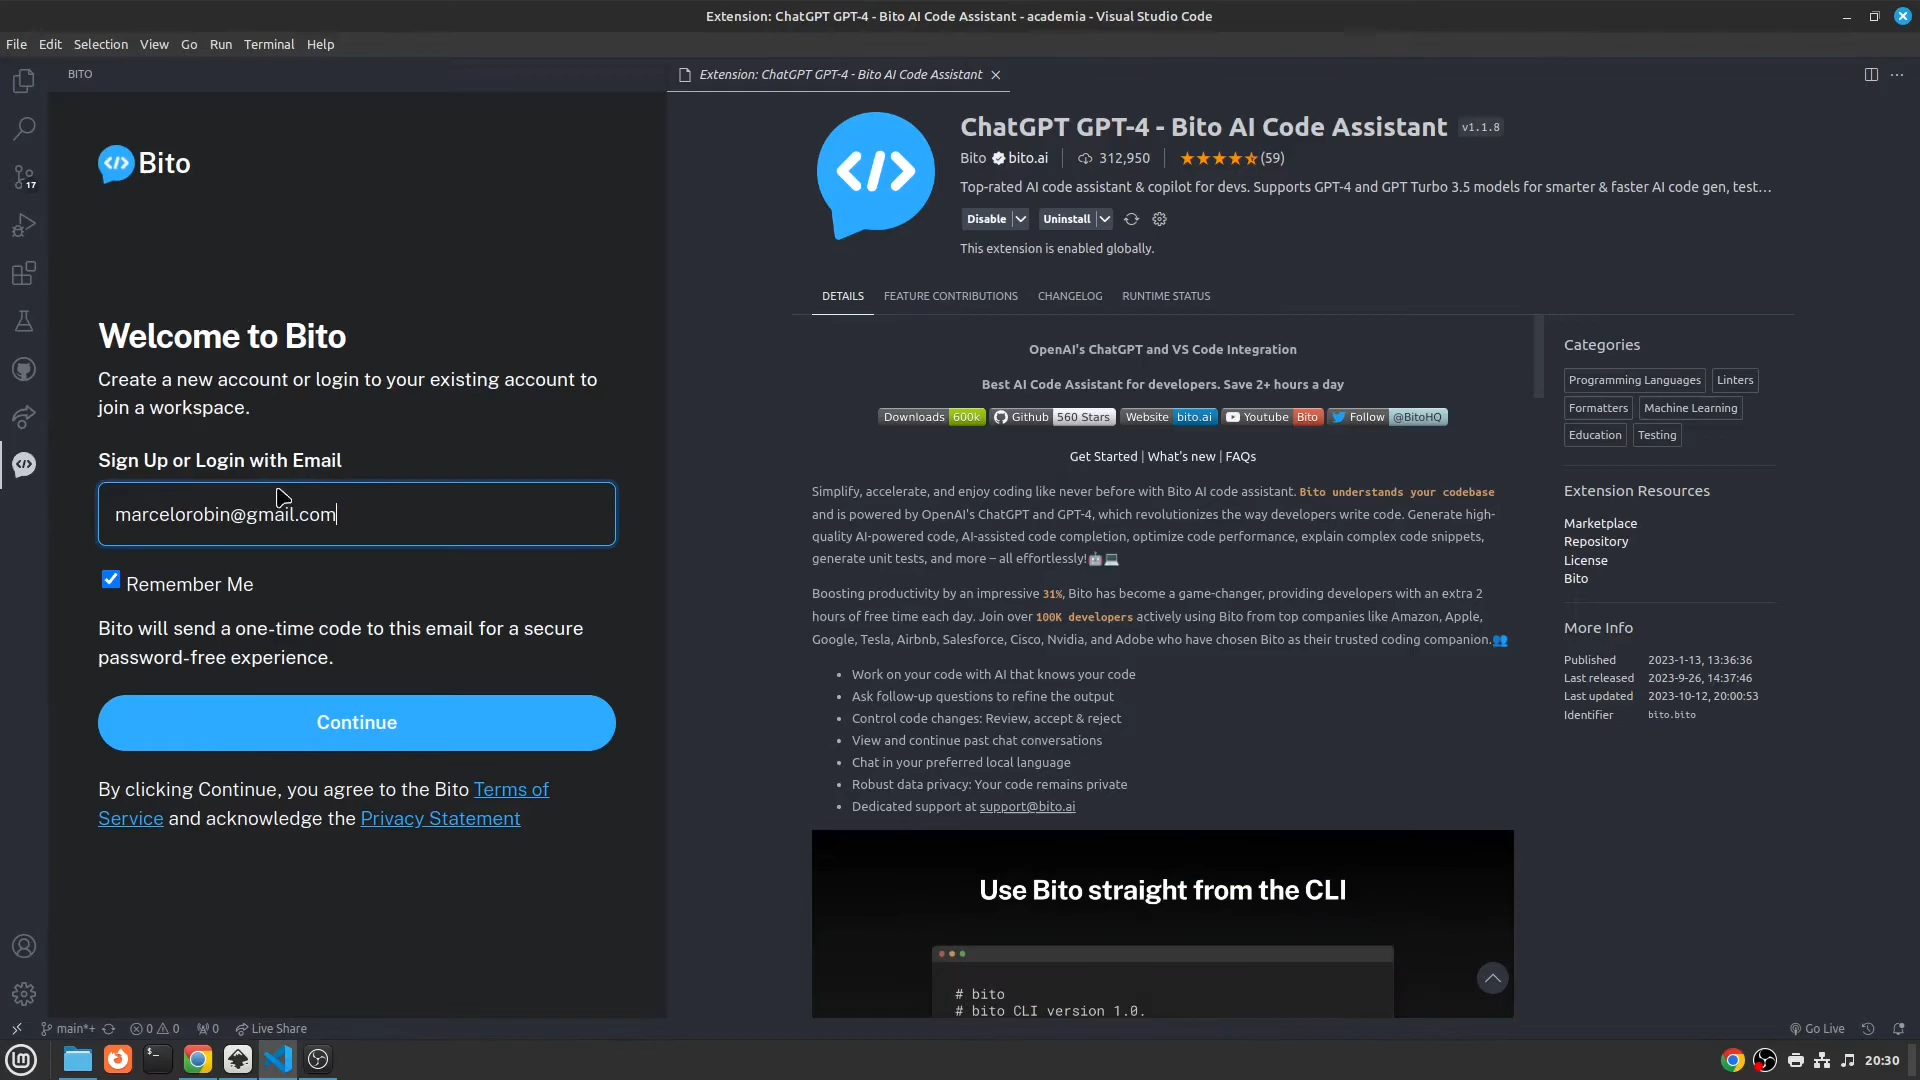 Extension: ChatGPT GPT-4 - Bito AI Code Assistant - academia - Visual Studio Code
File Edit Selection View Go Run Terminal Help
BITO
Extension: ChatGPT GPT-4 - Bito AI Code Assistant
17
Bito
Welcome to Bito
Create a new account or login to your existing account to
join a workspace.
Sign Up or Login with Email
marcelorobin@gmail.com
Remember Me
Bito will send a one-time code to this email for a secure
password-free experience.
Continue
By clicking Continue, you agree to the Bito Terms of
Service and acknowledge the Privacy Statement
ChatGPT GPT-4 - Bito AI Code Assistant v1.1.8
Bito bito.ai 312,950 (59)
Top-rated AI code assistant & copilot for devs. Supports GPT-4 and GPT Turbo 3.5 models for smarter & faster AI code gen, test…
Disable Uninstall
This extension is enabled globally.
DETAILS FEATURE CONTRIBUTIONS CHANGELOG RUNTIME STATUS
OpenAI's ChatGPT and VS Code Integration
Best AI Code Assistant for developers. Save 2+ hours a day
Downloads 600k Github 560 Stars Website bito.ai Youtube Bito Follow @BitoHQ
Get Started | What's new | FAQs
Simplify, accelerate, and enjoy coding like never before with Bito AI code assistant. Bito understands your codebase
and is powered by OpenAI's ChatGPT and GPT-4, which revolutionizes the way developers write code. Generate high-
quality AI-powered code, AI-assisted code completion, optimize code performance, explain complex code snippets,
generate unit tests, and more – all effortlessly!🤖💻
Boosting productivity by an impressive 31%, Bito has become a game-changer, providing developers with an extra 2
hours of free time each day. Join over 100K developers actively using Bito from top companies like Amazon, Apple,
Google, Tesla, Airbnb, Salesforce, Cisco, Nvidia, and Adobe who have chosen Bito as their trusted coding companion.👥
• Work on your code with AI that knows your code
• Ask follow-up questions to refine the output
• Control code changes: Review, accept & reject
• View and continue past chat conversations
• Chat in your preferred local language
• Robust data privacy: Your code remains private
• Dedicated support at support@bito.ai
Use Bito straight from the CLI
# bito
# bito CLI version 1.0.
Categories
Programming Languages Linters
Formatters Machine Learning
Education Testing
Extension Resources
Marketplace
Repository
License
Bito
More Info
Published 2023-1-13, 13:36:36
Last released 2023-9-26, 14:37:46
Last updated 2023-10-12, 20:00:53
Identifier bito.bito
main*+ 0 0 0 Live Share Go Live
20:30